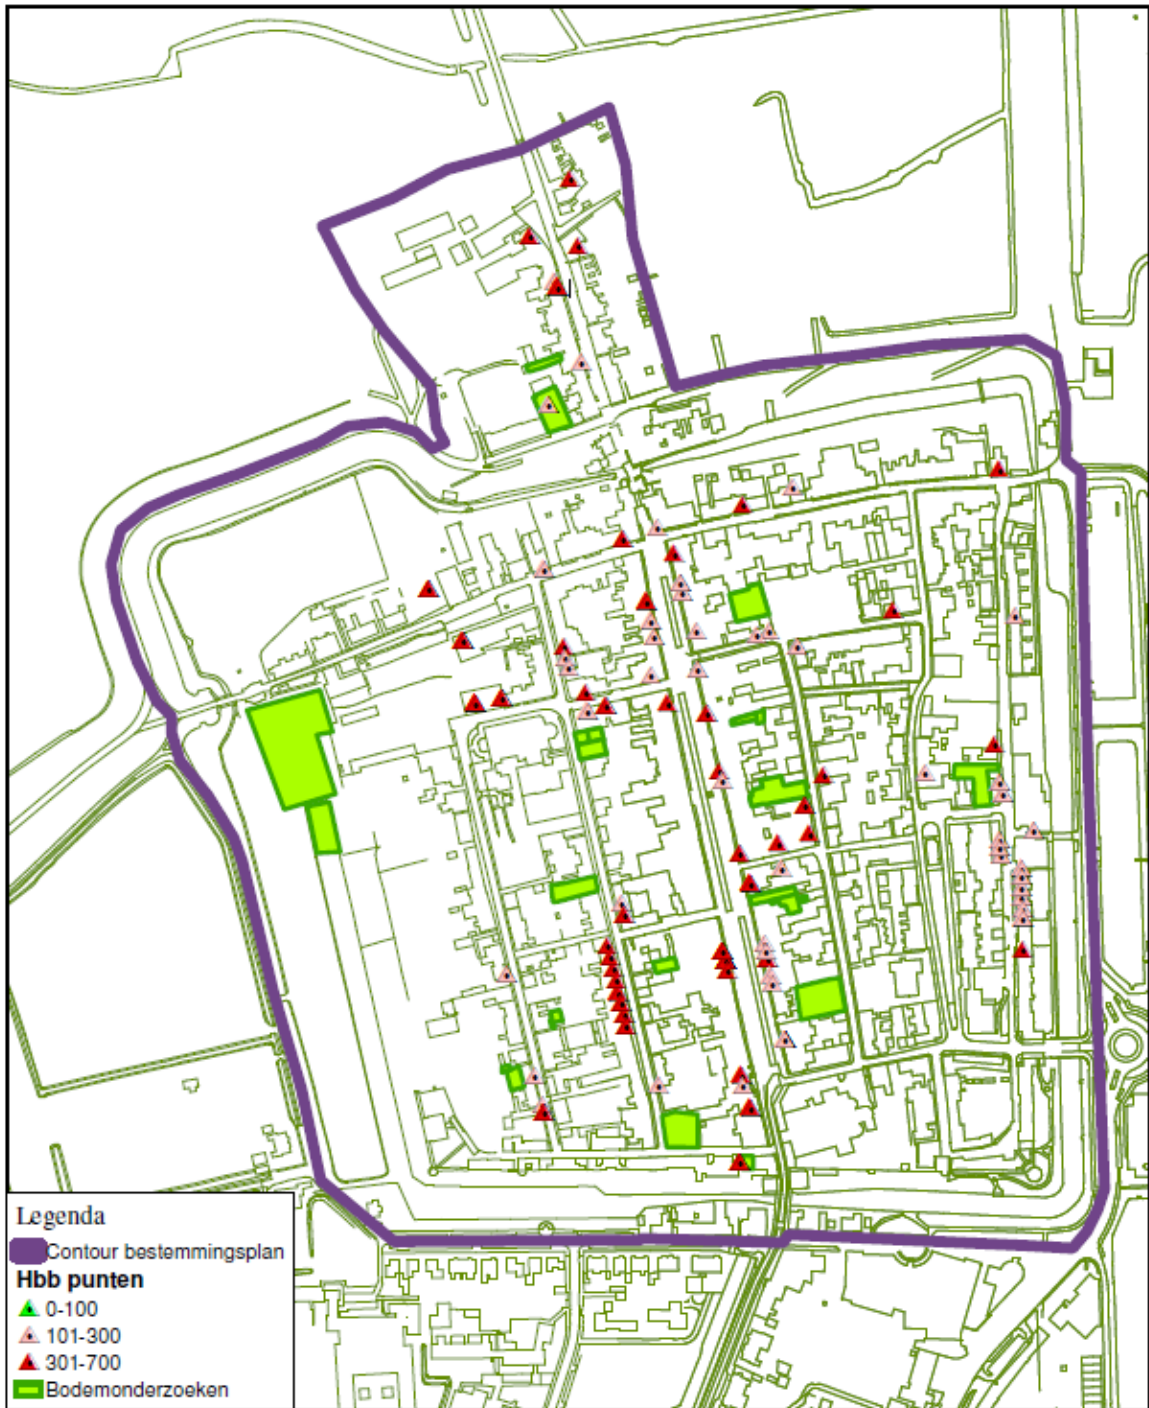 Legenda
Contour bestemmingsplan
Hbb punten
0-100
101-300
301-700
Bodemonderzoeken